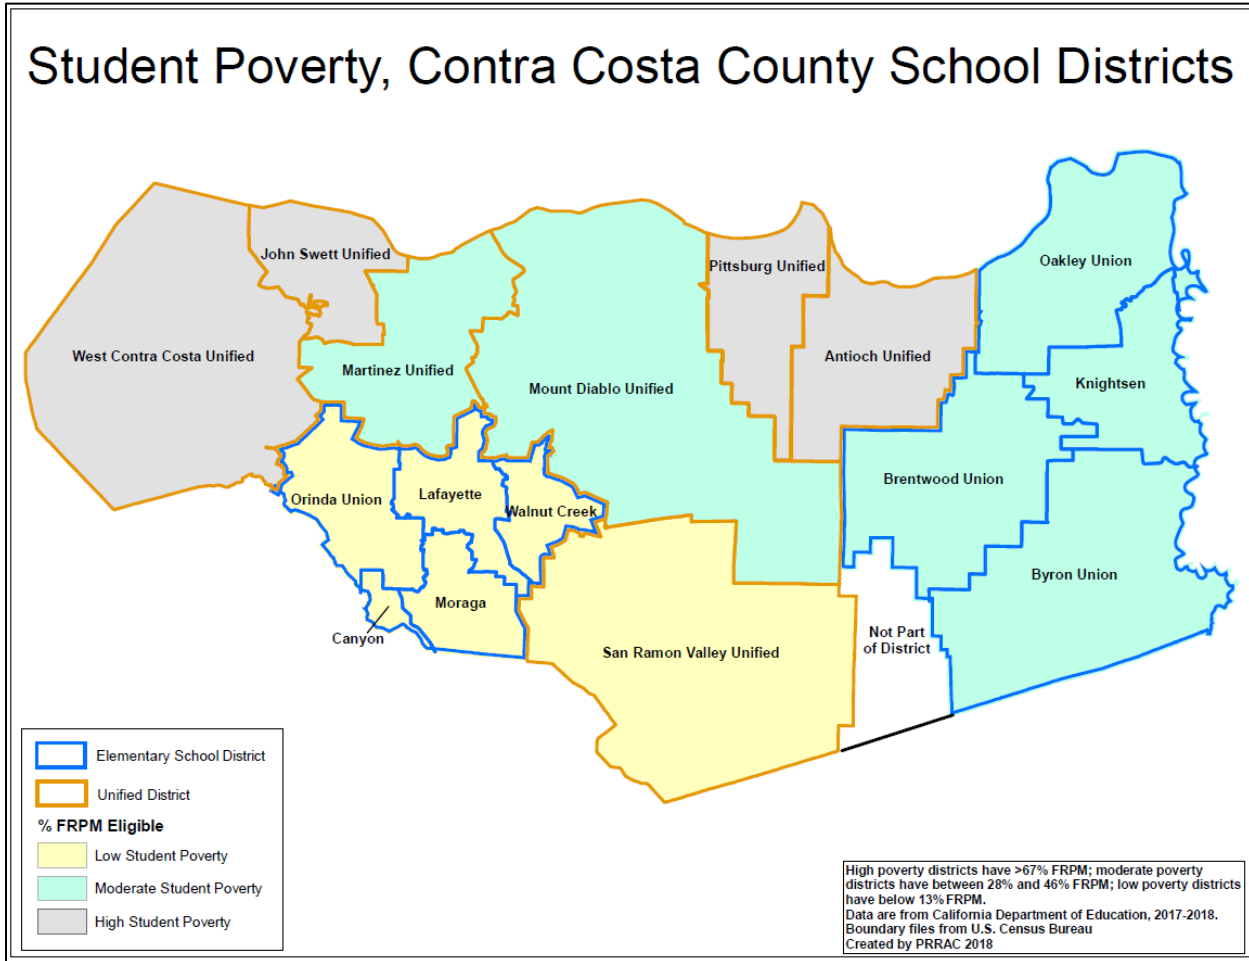 Student Poverty, Contra Costa County School Districts
John Swett Unified
Pittsburg Unified
Oakley Union
West Contra Costa Unified
Martinez Unified
Mount Diablo Unified
Antioch Unified
Knightsen
Orinda Union
Lafayette
Walnut Creek
Brentwood Union
Byron Union
Moraga
Canyon
San Ramon Valley Unified
Not Part
of District
Elementary School District
Unified District
% FRPM Eligible
Low Student Poverty
Moderate Student Poverty
High Student Poverty
High poverty districts have >67% FRPM; moderate poverty
districts have between 28% and 46% FRPM; low poverty districts
have below 13% FRPM.
Data are from California Department of Education, 2017-2018.
Boundary files from U.S. Census Bureau
Created by PRRAC 2018